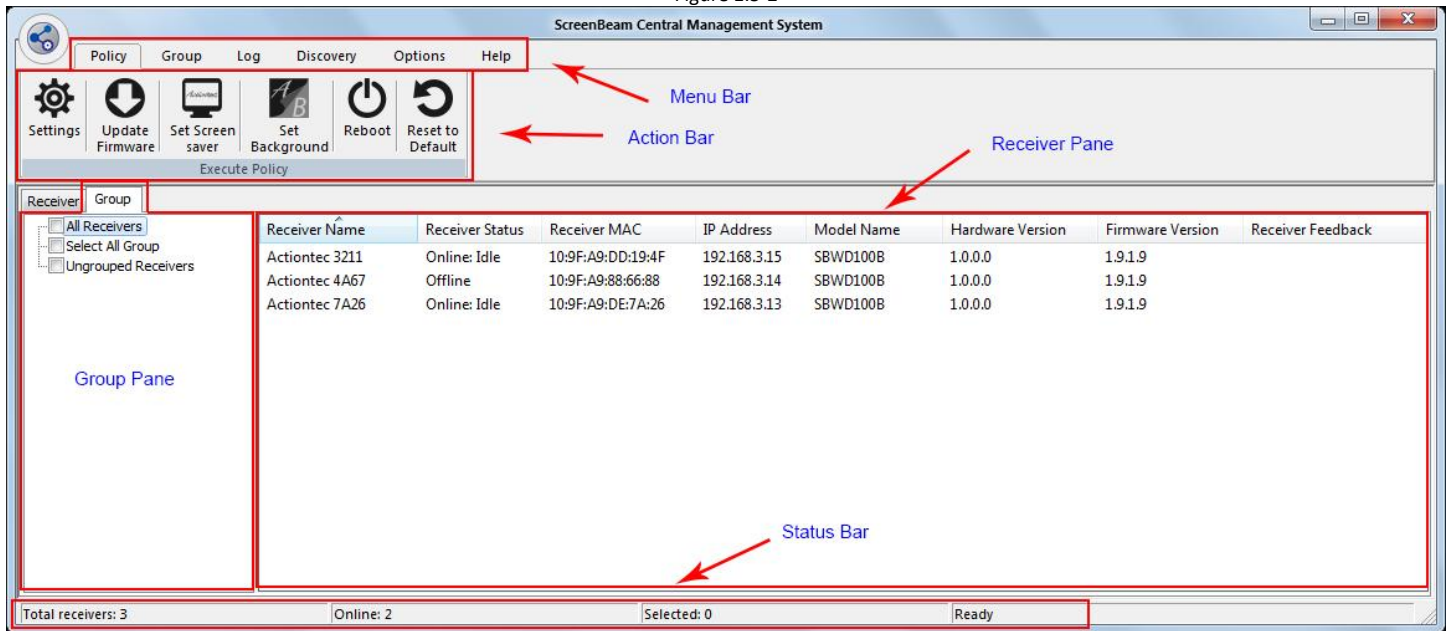 ScreenBeam Central Management System
Policy Group Log Discovery Options Help
Menu Bar
Settings
Update Firmware
Set Screen saver
Set Background
Reboot
Reset to Default
Action Bar
Execute Policy
Receiver Pane
Receiver Group
All Receivers
Select All Group
Ungrouped Receivers
Group Pane
Receiver Name Receiver Status Receiver MAC IP Address Model Name Hardware Version Firmware Version Receiver Feedback
Actiontec 3211 Online: Idle 10:9F:A9:DD:19:4F 192.168.3.15 SBWD100B 1.0.0.0 1.9.1.9
Actiontec 4A67 Offline 10:9F:A9:88:66:88 192.168.3.14 SBWD100B 1.0.0.0 1.9.1.9
Actiontec 7A26 Online: Idle 10:9F:A9:DE:7A:26 192.168.3.13 SBWD100B 1.0.0.0 1.9.1.9
Status Bar
Total receivers: 3 Online: 2 Selected: 0 Ready